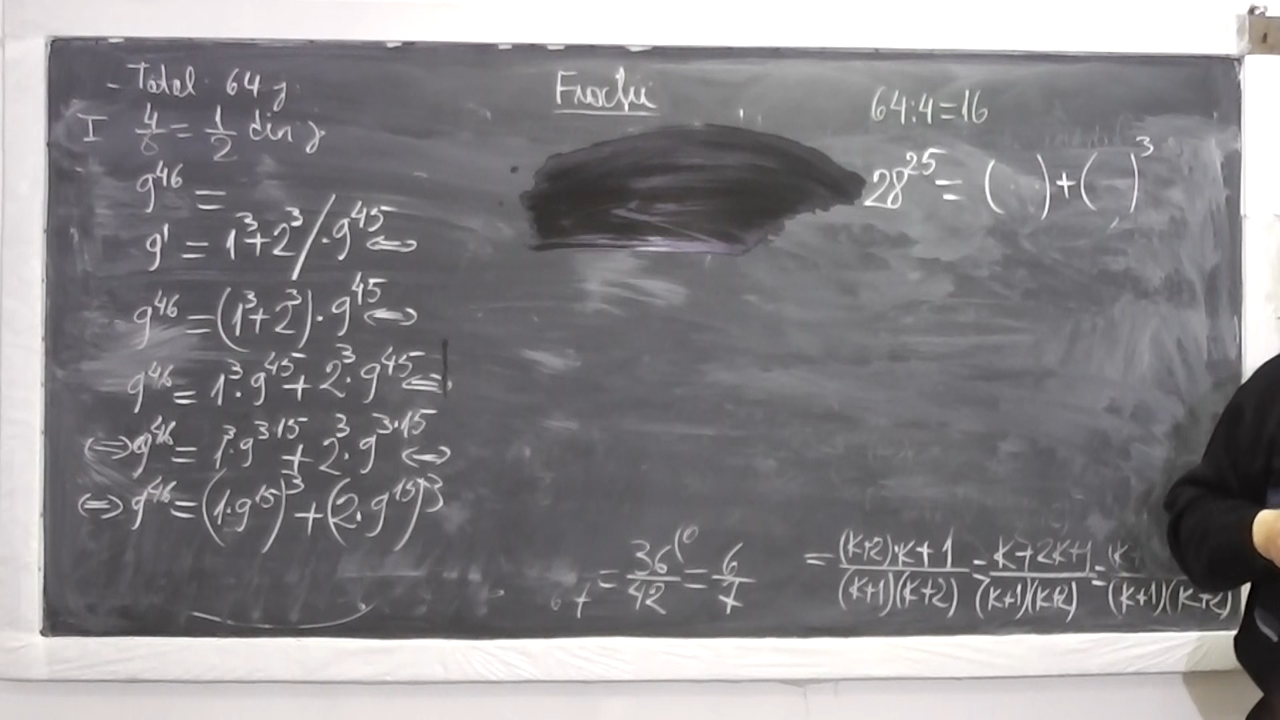 - Total 64 g.
I 4/8 = 1/2 din g
9^46 =
9^1 = 1^3+2^3 / · 9^45 <=>
9^46 = (1^3+2^3) · 9^45 <=>
9^46 = 1^3 · 9^45 + 2^3 · 9^45 <=>
<=> 9^46 = 1^3 · 9^(3·15) + 2^3 · 9^(3·15) <=>
<=> 9^46 = (1·9^15)^3 + (2·9^15)^3
64:4=16
28^25 = ( )+( )^3
= 36/42 = 6/7
= ((k+2)·k+1)/((k+1)(k+2)) = (k+2k+1)/((k+1)(k+2)) = (k+ /((k+1)(k+2)